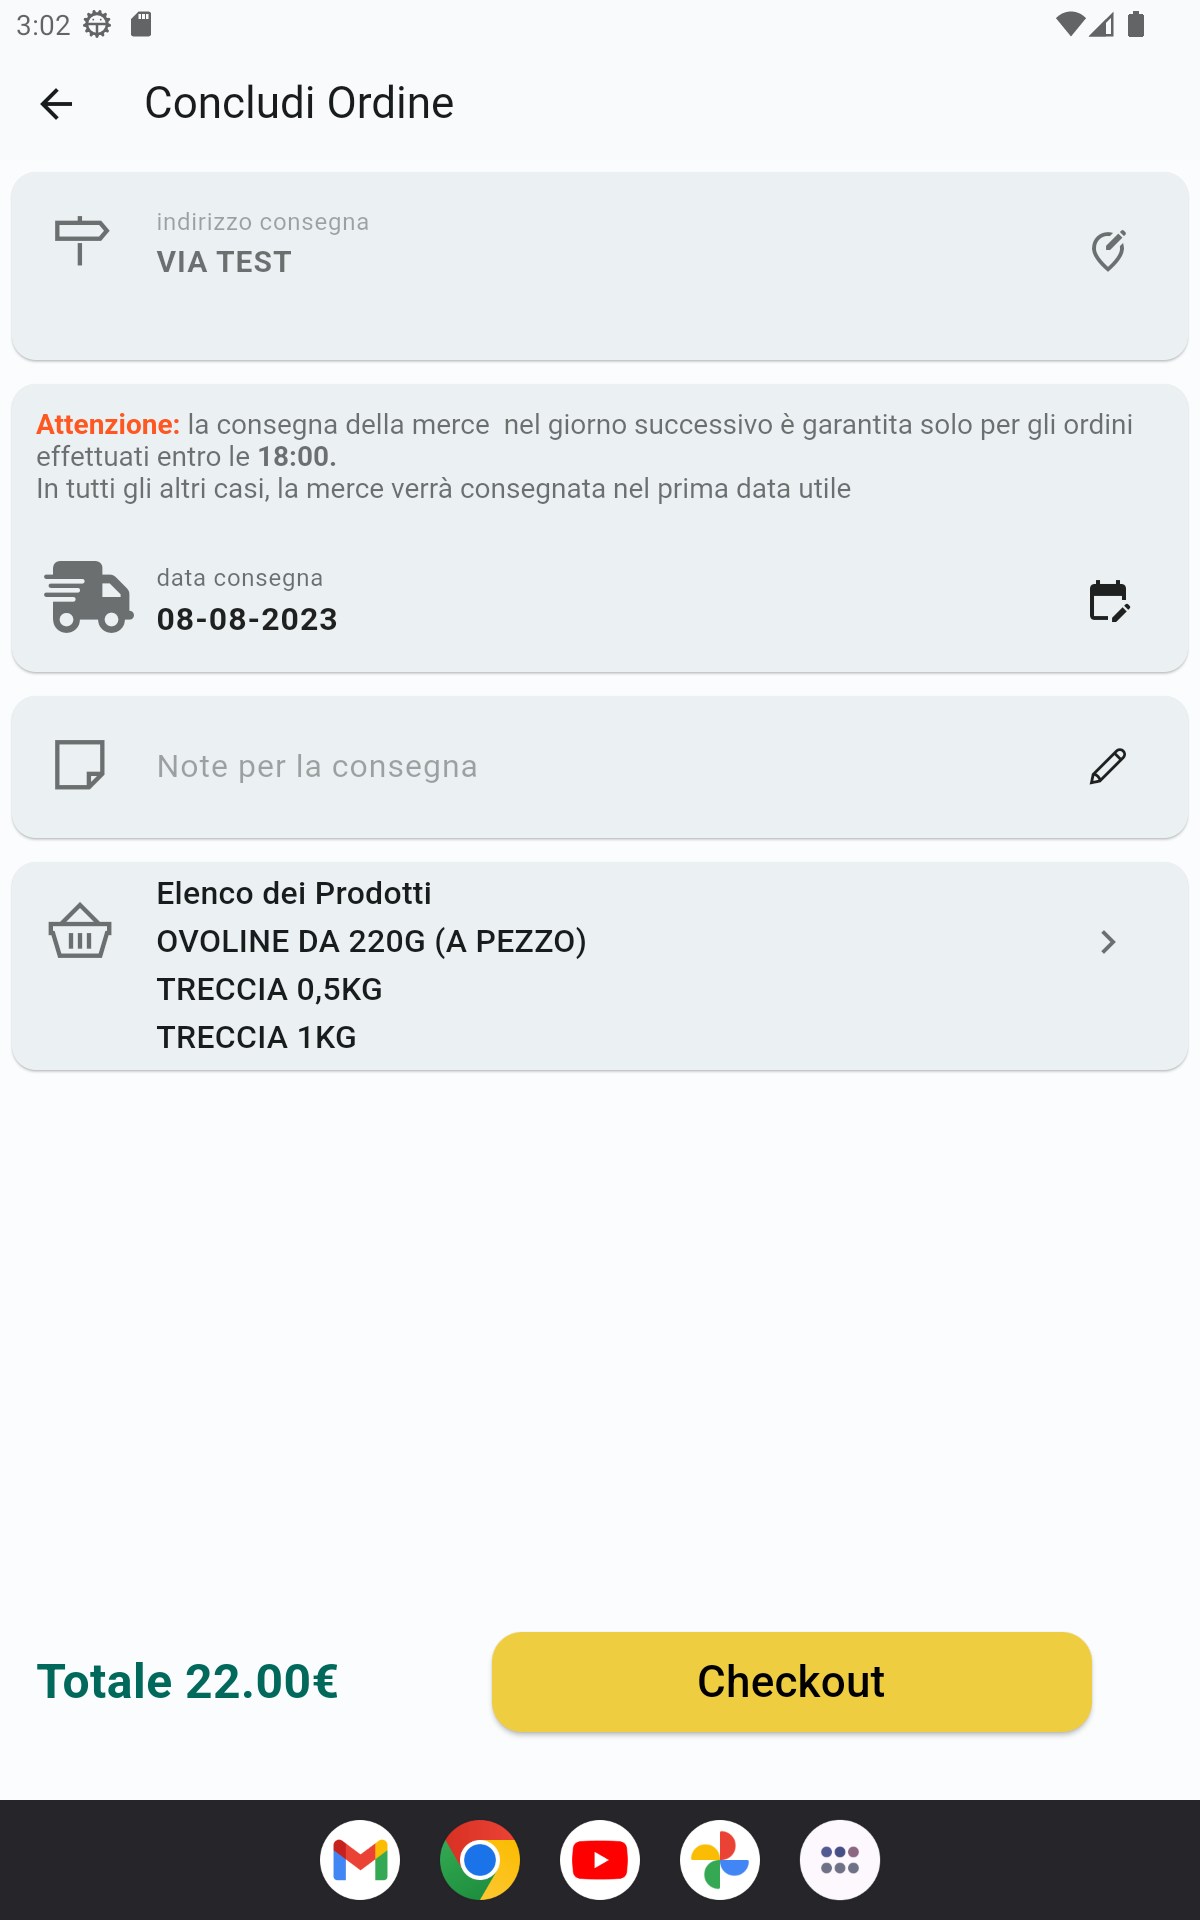 3:02
Concludi Ordine
indirizzo consegna
VIA TEST
Attenzione: la consegna della merce  nel giorno successivo è garantita solo per gli ordini
effettuati entro le 18:00.
In tutti gli altri casi, la merce verrà consegnata nel prima data utile
data consegna
08-08-2023
Note per la consegna
Elenco dei Prodotti
OVOLINE DA 220G (A PEZZO)
TRECCIA 0,5KG
TRECCIA 1KG
Totale 22.00€
Checkout